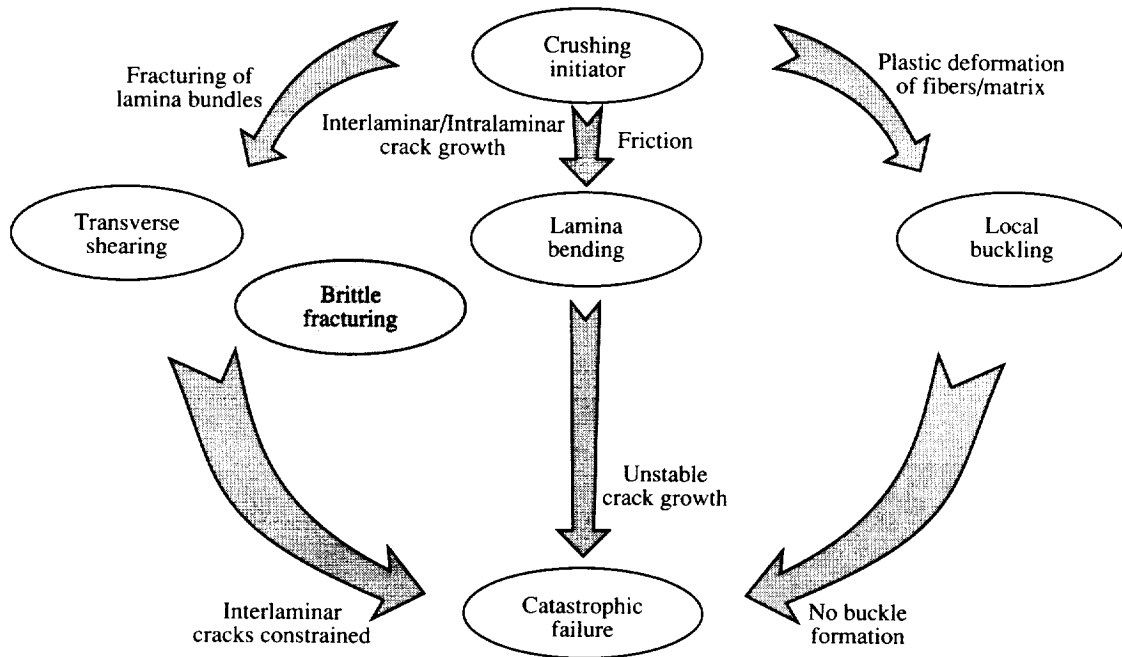 Crushing
initiator
Fracturing of
lamina bundles
Plastic deformation
of fibers/matrix
Interlaminar/Intralaminar
crack growth
Friction
Transverse
shearing
Lamina
bending
Local
buckling
Brittle
fracturing
Unstable
crack growth
Interlaminar
cracks constrained
Catastrophic
failure
No buckle
formation